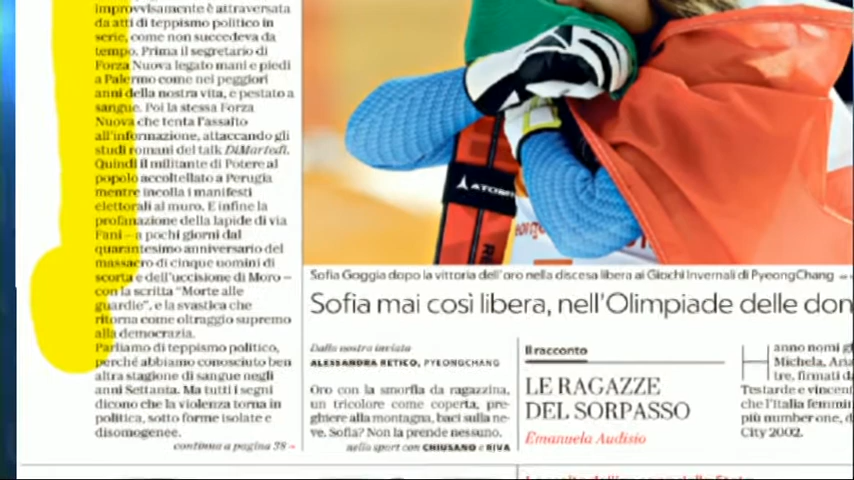 improvvisamente è attraversata
da atti di teppismo politico in
serie, come non succedeva da
tempo. Prima il segretario di
Forza Nuova legato mani e piedi
a Palermo come nei peggiori
anni della nostra vita, e pestato a
sangue. Poi la stessa Forza
Nuova che tenta l'assalto
all'informazione, attaccando gli
studi romani del talk DiMartedì.
Quindi il militante di Potere al
popolo accoltellato a Perugia
mentre incolla i manifesti
elettorali al muro. E infine la
profanazione della lapide di via
Fani – a pochi giorni dal
quarantesimo anniversario del
massacro di cinque uomini di
scorta e dell'uccisione di Moro –
con la scritta "Morte alle
guardie", e la svastica che
ritorna come oltraggio supremo
alla democrazia.
Parliamo di teppismo politico,
perché abbiamo conosciuto ben
altra stagione di sangue negli
anni Settanta. Ma tutti i segni
dicono che la violenza torna in
politica, sotto forme isolate e
disomogenee.
continua a pagina 38
ATOMI
Sofia Goggia dopo la vittoria dell'oro nella discesa libera ai Giochi Invernali di PyeongChang
Sofia mai così libera, nell'Olimpiade delle don
Dalla nostra inviata
ALESSANDRA RETICO, PYEONGCHANG
Oro con la smorfia da ragazzina,
un tricolore come coperta, pre-
ghiere alla montagna, baci sulla ne-
ve. Sofia? Non la prende nessuno.
nello sport con CHIUSANO e RIVA
Il racconto
LE RAGAZZE
DEL SORPASSO
Emanuela Audisio
H anno nomi g
Michela, Aria
tre, firmati d
Testarde e vincen
che l'Italia femmin
più number one, d
City 2002.